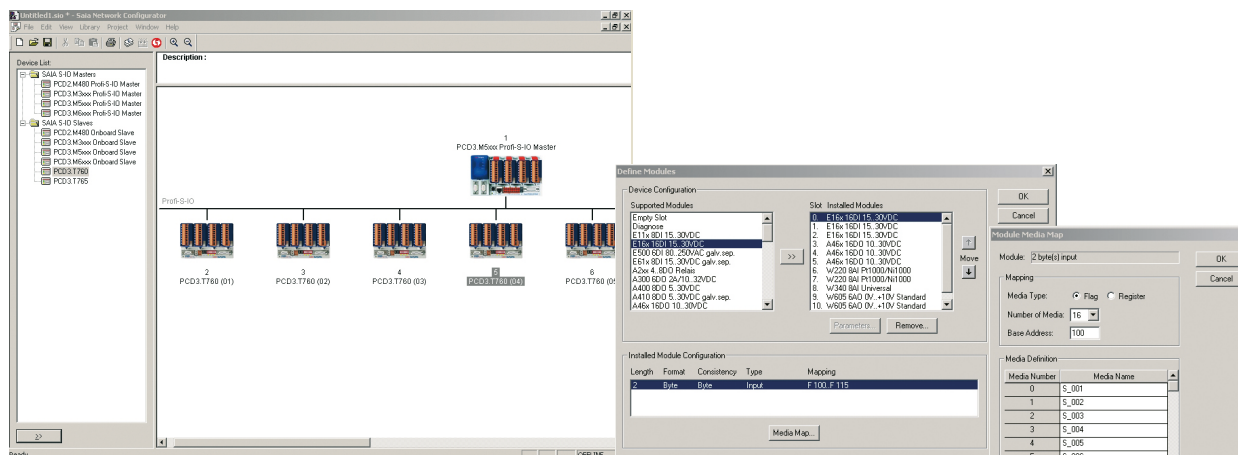 Untitled1.sio * - Saia Network Configurator
File Edit View Library Project Window Help
Device List:
SAIA S-IO Masters
PCD2.M480 Profi-S-IO Master
PCD3.M3xxx Profi-S-IO Master
PCD3.M5xxx Profi-S-IO Master
PCD3.M6xxx Profi-S-IO Master
SAIA S-IO Slaves
PCD2.M480 Onboard Slave
PCD3.M3xxx Onboard Slave
PCD3.M5xxx Onboard Slave
PCD3.M6xxx Onboard Slave
PCD3.T760
PCD3.T765
>>
Description :
1
PCD3.M5xxx Profi-S-IO Master
Profi-S-IO
2
PCD3.T760 (01)
3
PCD3.T760 (02)
4
PCD3.T760 (03)
5
PCD3.T760 (04)
6
PCD3.T760 (05
Ready
OFFLINE
Define Modules
Device Configuration
Supported Modules
Empty Slot
Diagnose
E11x 8DI 15..30VDC
E16x 16DI 15..30VDC
E500 6DI 80..250VAC galv.sep.
E61x 8DI 15..30VDC galv.sep.
A2xx 4..8DO Relais
A300 6DO 2A/10..32VDC
A400 8DO 5..30VDC
A410 8DO 5..30VDC galv.sep.
A46x 16DO 10..30VDC
>>
Slot Installed Modules
0. E16x 16DI 15..30VDC
1. E16x 16DI 15..30VDC
2. E16x 16DI 15..30VDC
3. A46x 16DO 10..30VDC
4. A46x 16DO 10..30VDC
5. A46x 16DO 10..30VDC
6. W220 8AI Pt1000/Ni1000
7. W220 8AI Pt1000/Ni1000
8. W340 8AI Universal
9. W605 6AO 0V..+10V Standard
10. W605 6AO 0V..+10V Standard
Move
Parameters... Remove...
OK
Cancel
Installed Module Configuration
Length Format Consistency Type Mapping
2 Byte Byte Input F 100..F 115
Media Map...
Module Media Map
Module: 2 byte(s) input
OK
Cancel
Mapping
Media Type: Flag Register
Number of Media: 16
Base Address: 100
Media Definition
Media Number Media Name
0 S_001
1 S_002
2 S_003
3 S_004
4 S_005
5 S_006